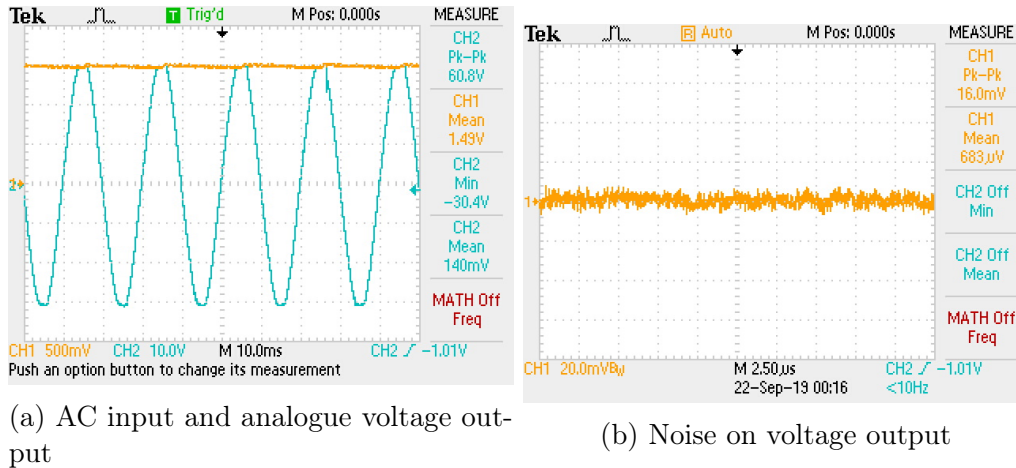 Tek Trig'd M Pos: 0.000s MEASURE
CH2
Pk-Pk
60.8V
CH1
Mean
1.49V
CH2
Min
-30.4V
CH2
Mean
140mV
MATH Off
Freq
2
CH1 500mV CH2 10.0V M 10.0ms CH2 -1.01V
Push an option button to change its measurement
(a) AC input and analogue voltage out-
put
Tek R Auto M Pos: 0.000s MEASURE
CH1
Pk-Pk
16.0mV
CH1
Mean
683µV
CH2 Off
Min
CH2 Off
Mean
MATH Off
Freq
1
CH1 20.0mVBW M 2.50µs CH2 -1.01V
22-Sep-19 00:16 <10Hz
(b) Noise on voltage output